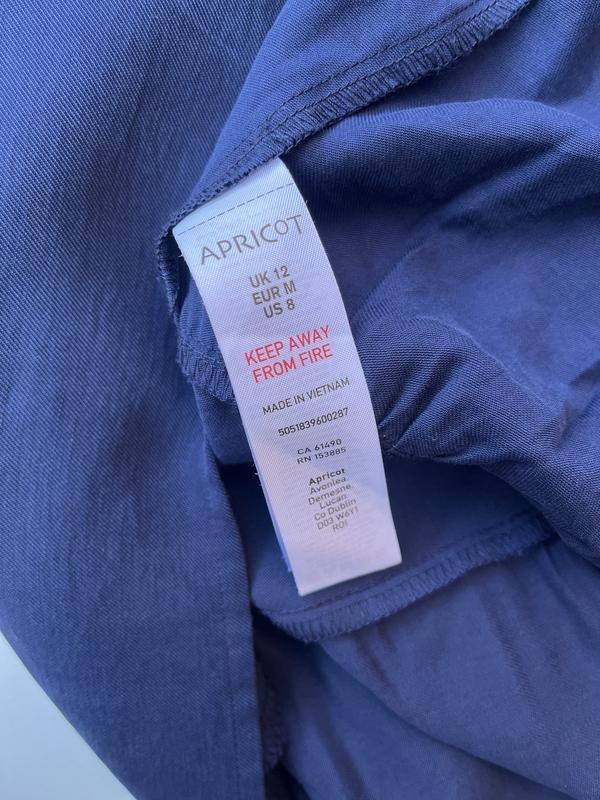 APRICOT
UK 12
EUR M
US 8
KEEP AWAY
FROM FIRE
MADE IN VIETNAM
5051839600287
CA 61490
RN 153885
Apricot
Avonlea
Demesne,
Lucan
Co Dublin
D03 W6Y1
ROI